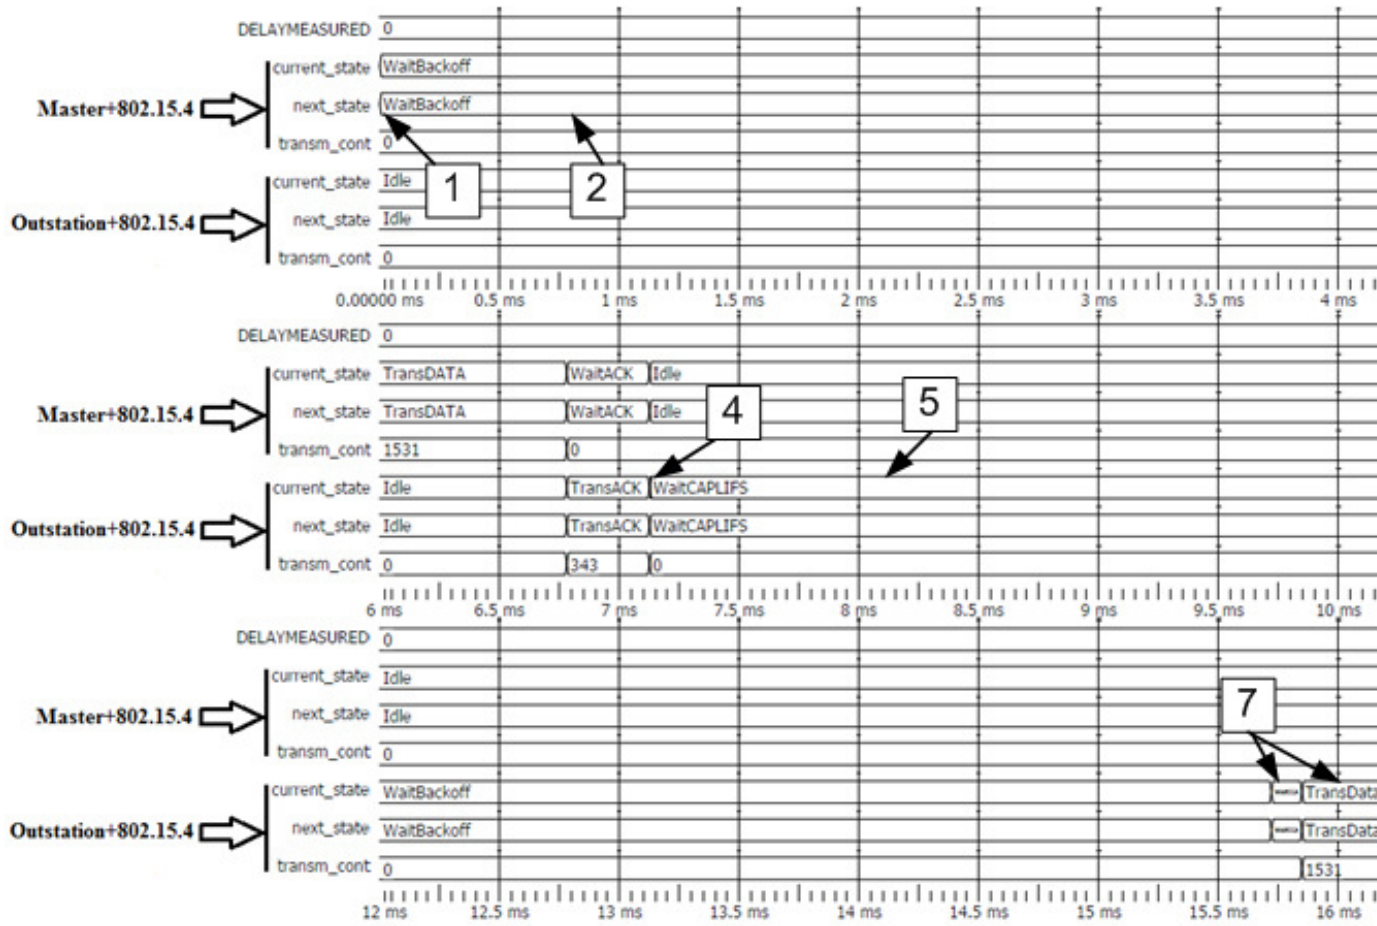 DELAYMEASURED 0
current_state WaitBackoff
Master+802.15.4 next_state WaitBackoff
transm_cont 0
current_state Idle 1 2
Outstation+802.15.4 next_state Idle
transm_cont 0
0.00000 ms 0.5 ms 1 ms 1.5 ms 2 ms 2.5 ms 3 ms 3.5 ms 4 ms
DELAYMEASURED 0
current_state TransDATA WaitACK Idle
Master+802.15.4 next_state TransDATA WaitACK Idle 4 5
transm_cont 1531 0
current_state Idle TransACK WaitCAPLIFS
Outstation+802.15.4 next_state Idle TransACK WaitCAPLIFS
transm_cont 0 343 0
6 ms 6.5 ms 7 ms 7.5 ms 8 ms 8.5 ms 9 ms 9.5 ms 10 ms
DELAYMEASURED 0
current_state Idle
Master+802.15.4 next_state Idle 7
transm_cont 0
current_state WaitBackoff TransData
Outstation+802.15.4 next_state WaitBackoff TransData
transm_cont 0 1531
12 ms 12.5 ms 13 ms 13.5 ms 14 ms 14.5 ms 15 ms 15.5 ms 16 ms